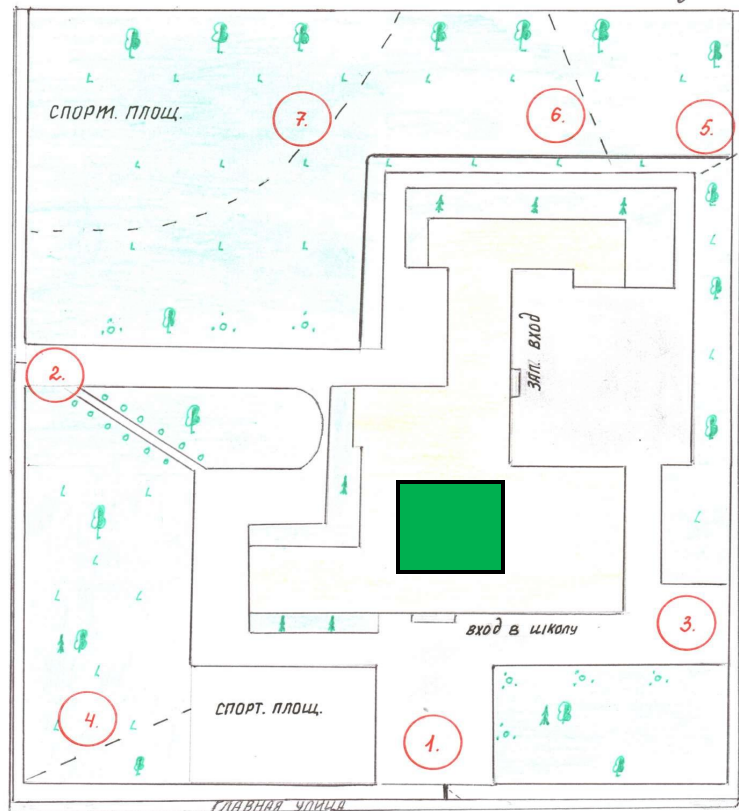 СПОРТ. ПЛОЩ.
7.
6.
5.
ЗАП. ВХОД
2.
ВХОД В ШКОЛУ
3.
4.
СПОРТ. ПЛОЩ.
1.
ГЛАВНАЯ УЛИЦА